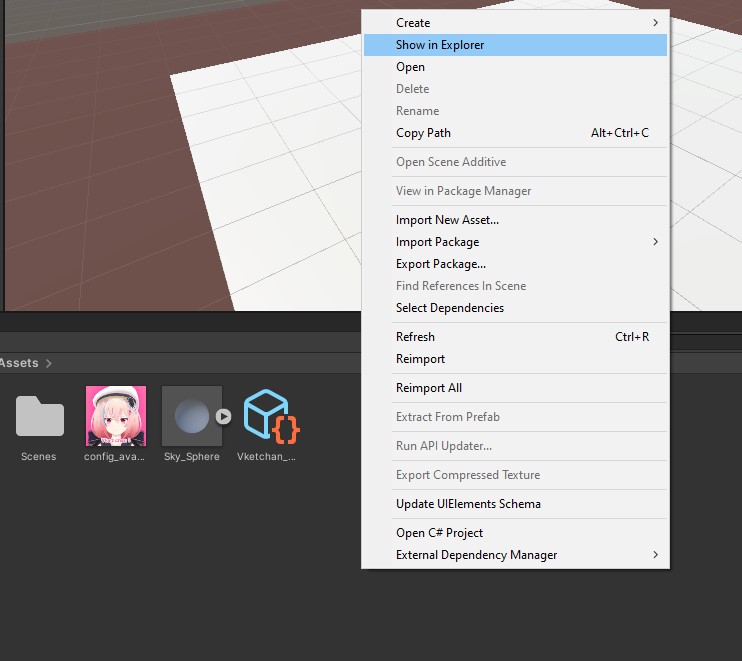 Create
Show in Explorer
Open
Delete
Rename
Copy Path Alt+Ctrl+C
Open Scene Additive
View in Package Manager
Import New Asset...
Import Package
Export Package...
Find References In Scene
Select Dependencies
Refresh Ctrl+R
Reimport
Reimport All
Extract From Prefab
Run API Updater...
Export Compressed Texture
Update UIElements Schema
Open C# Project
External Dependency Manager
Assets
Scenes config_ava... Sky_Sphere Vketchan_...